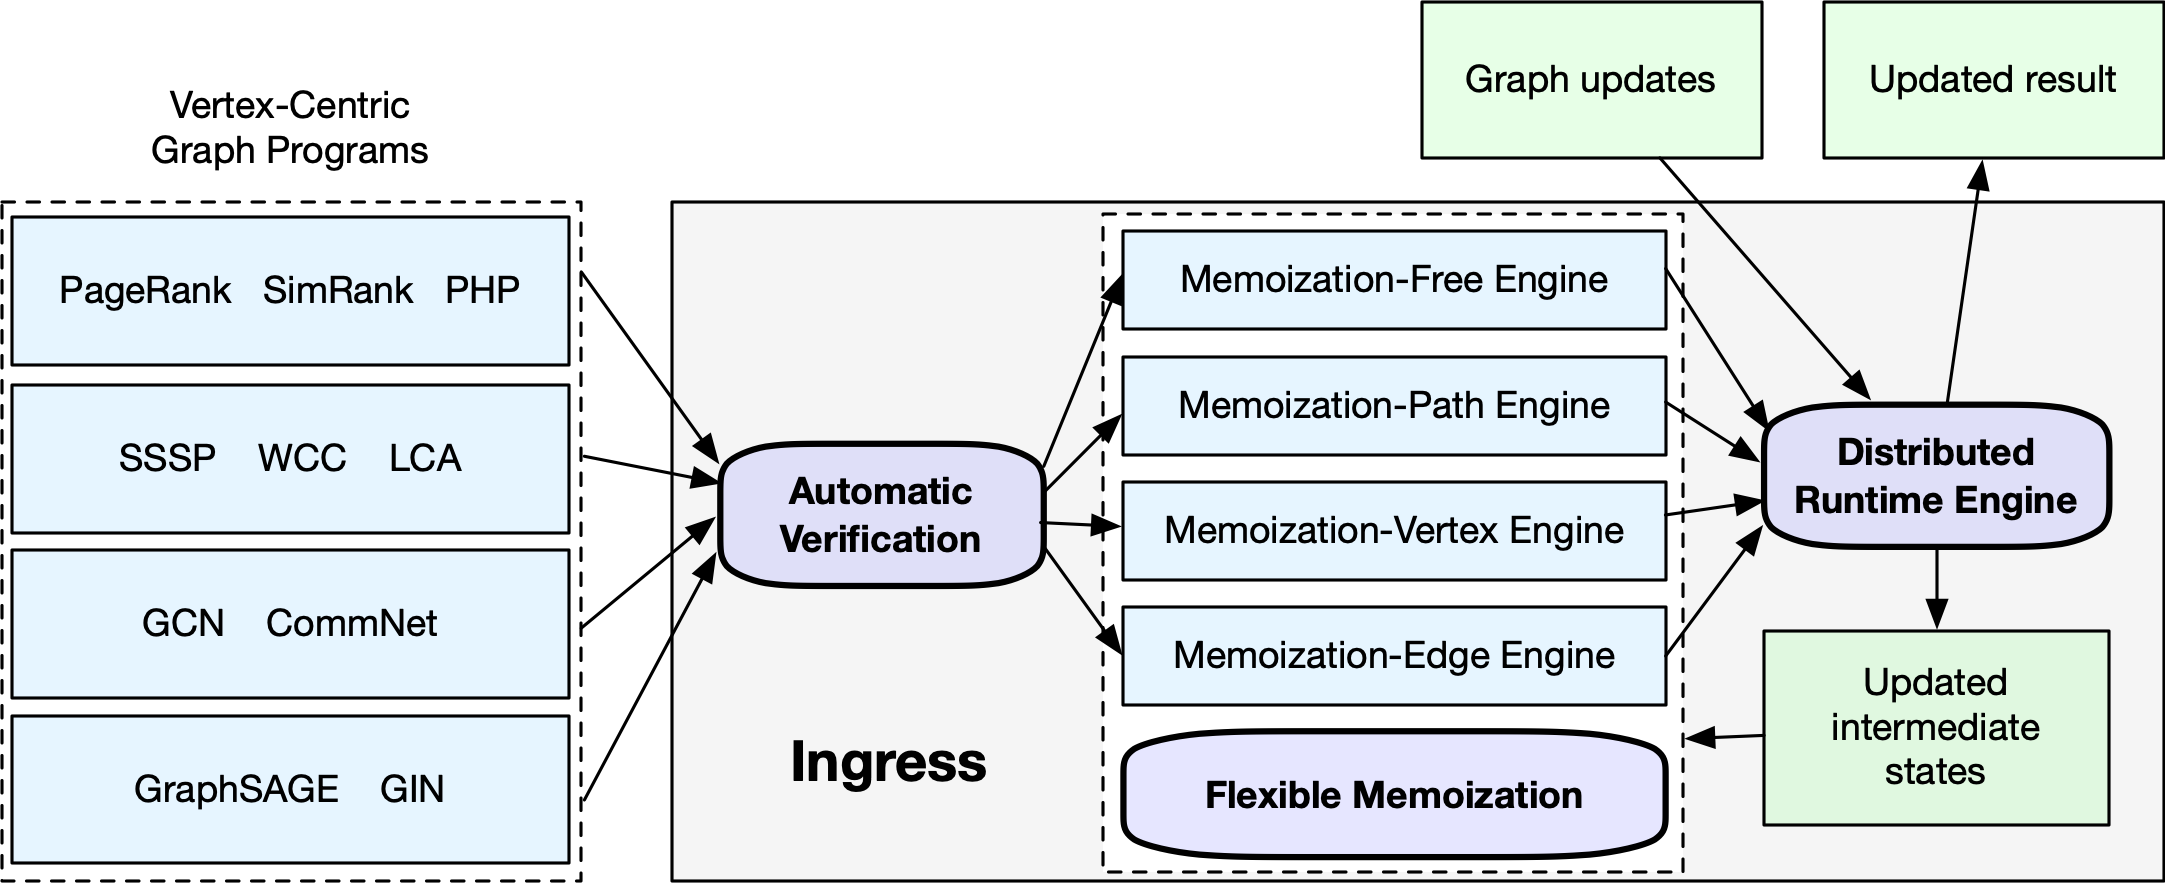 Vertex-Centric
Graph Programs
PageRank SimRank PHP
SSSP WCC LCA
GCN CommNet
GraphSAGE GIN
Automatic
Verification
Ingress
Memoization-Free Engine
Memoization-Path Engine
Memoization-Vertex Engine
Memoization-Edge Engine
Flexible Memoization
Graph updates
Updated result
Distributed
Runtime Engine
Updated
intermediate
states